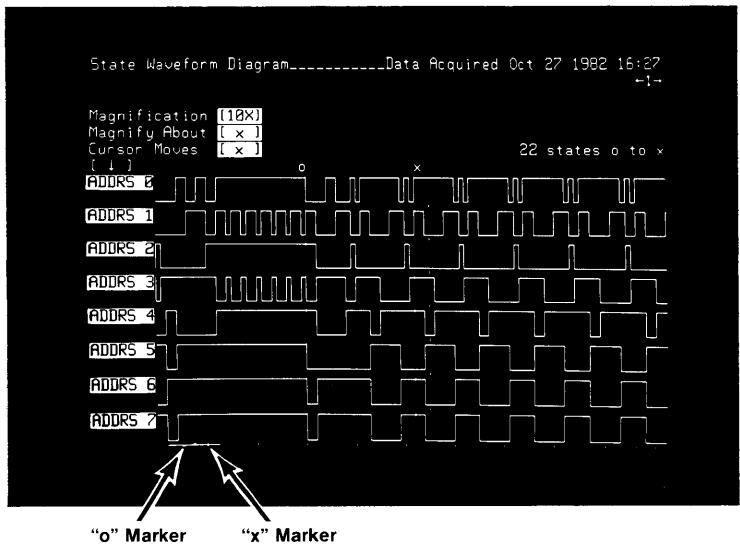 State Waveform Diagram___________Data Acquired Oct 27 1982 16:27
←1→
Magnification [10X]
Magnify About [ x ]
Cursor Moves [ x ]
22 states o to x
[ ↓ ]
o x
ADDRS 0
ADDRS 1
ADDRS 2
ADDRS 3
ADDRS 4
ADDRS 5
ADDRS 6
ADDRS 7
“o” Marker “x” Marker